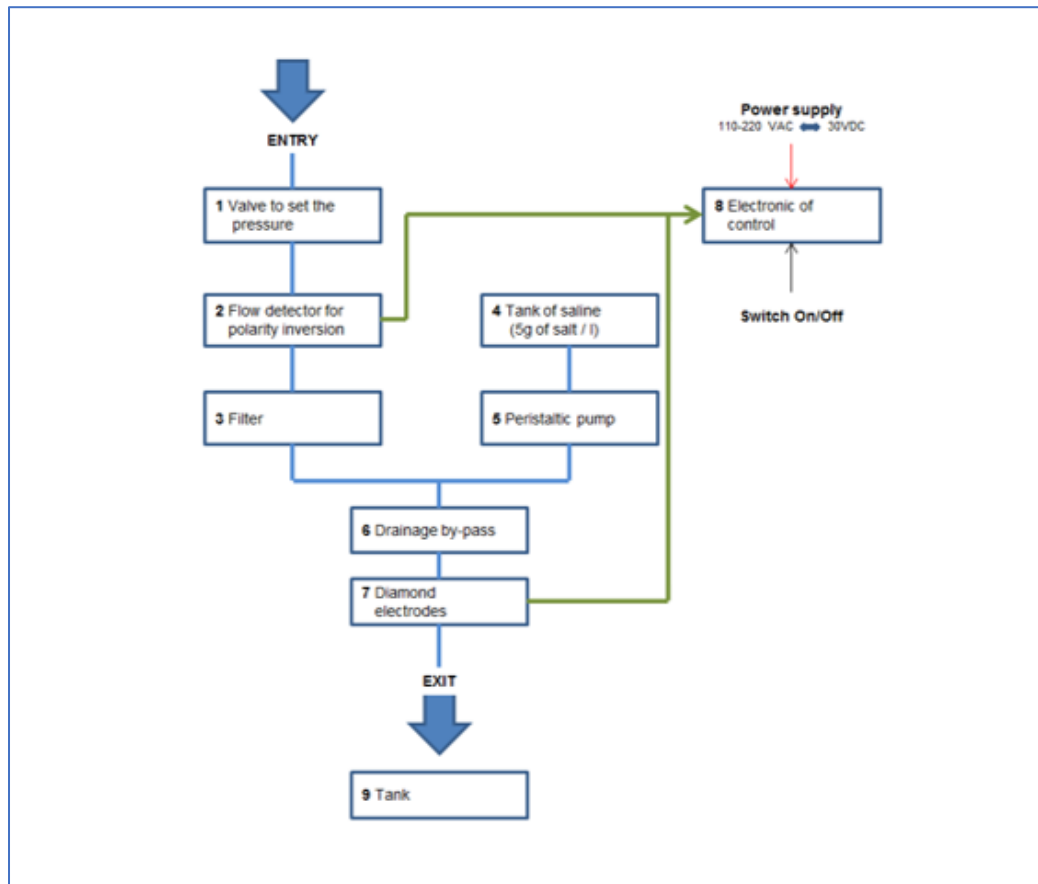 ENTRY
1 Valve to set the
pressure
2 Flow detector for
polarity inversion
3 Filter
4 Tank of saline
(5g of salt / l)
5 Peristaltic pump
6 Drainage by-pass
7 Diamond
electrodes
EXIT
9 Tank
Power supply
110-220 VAC 30VDC
8 Electronic of
control
Switch On/Off